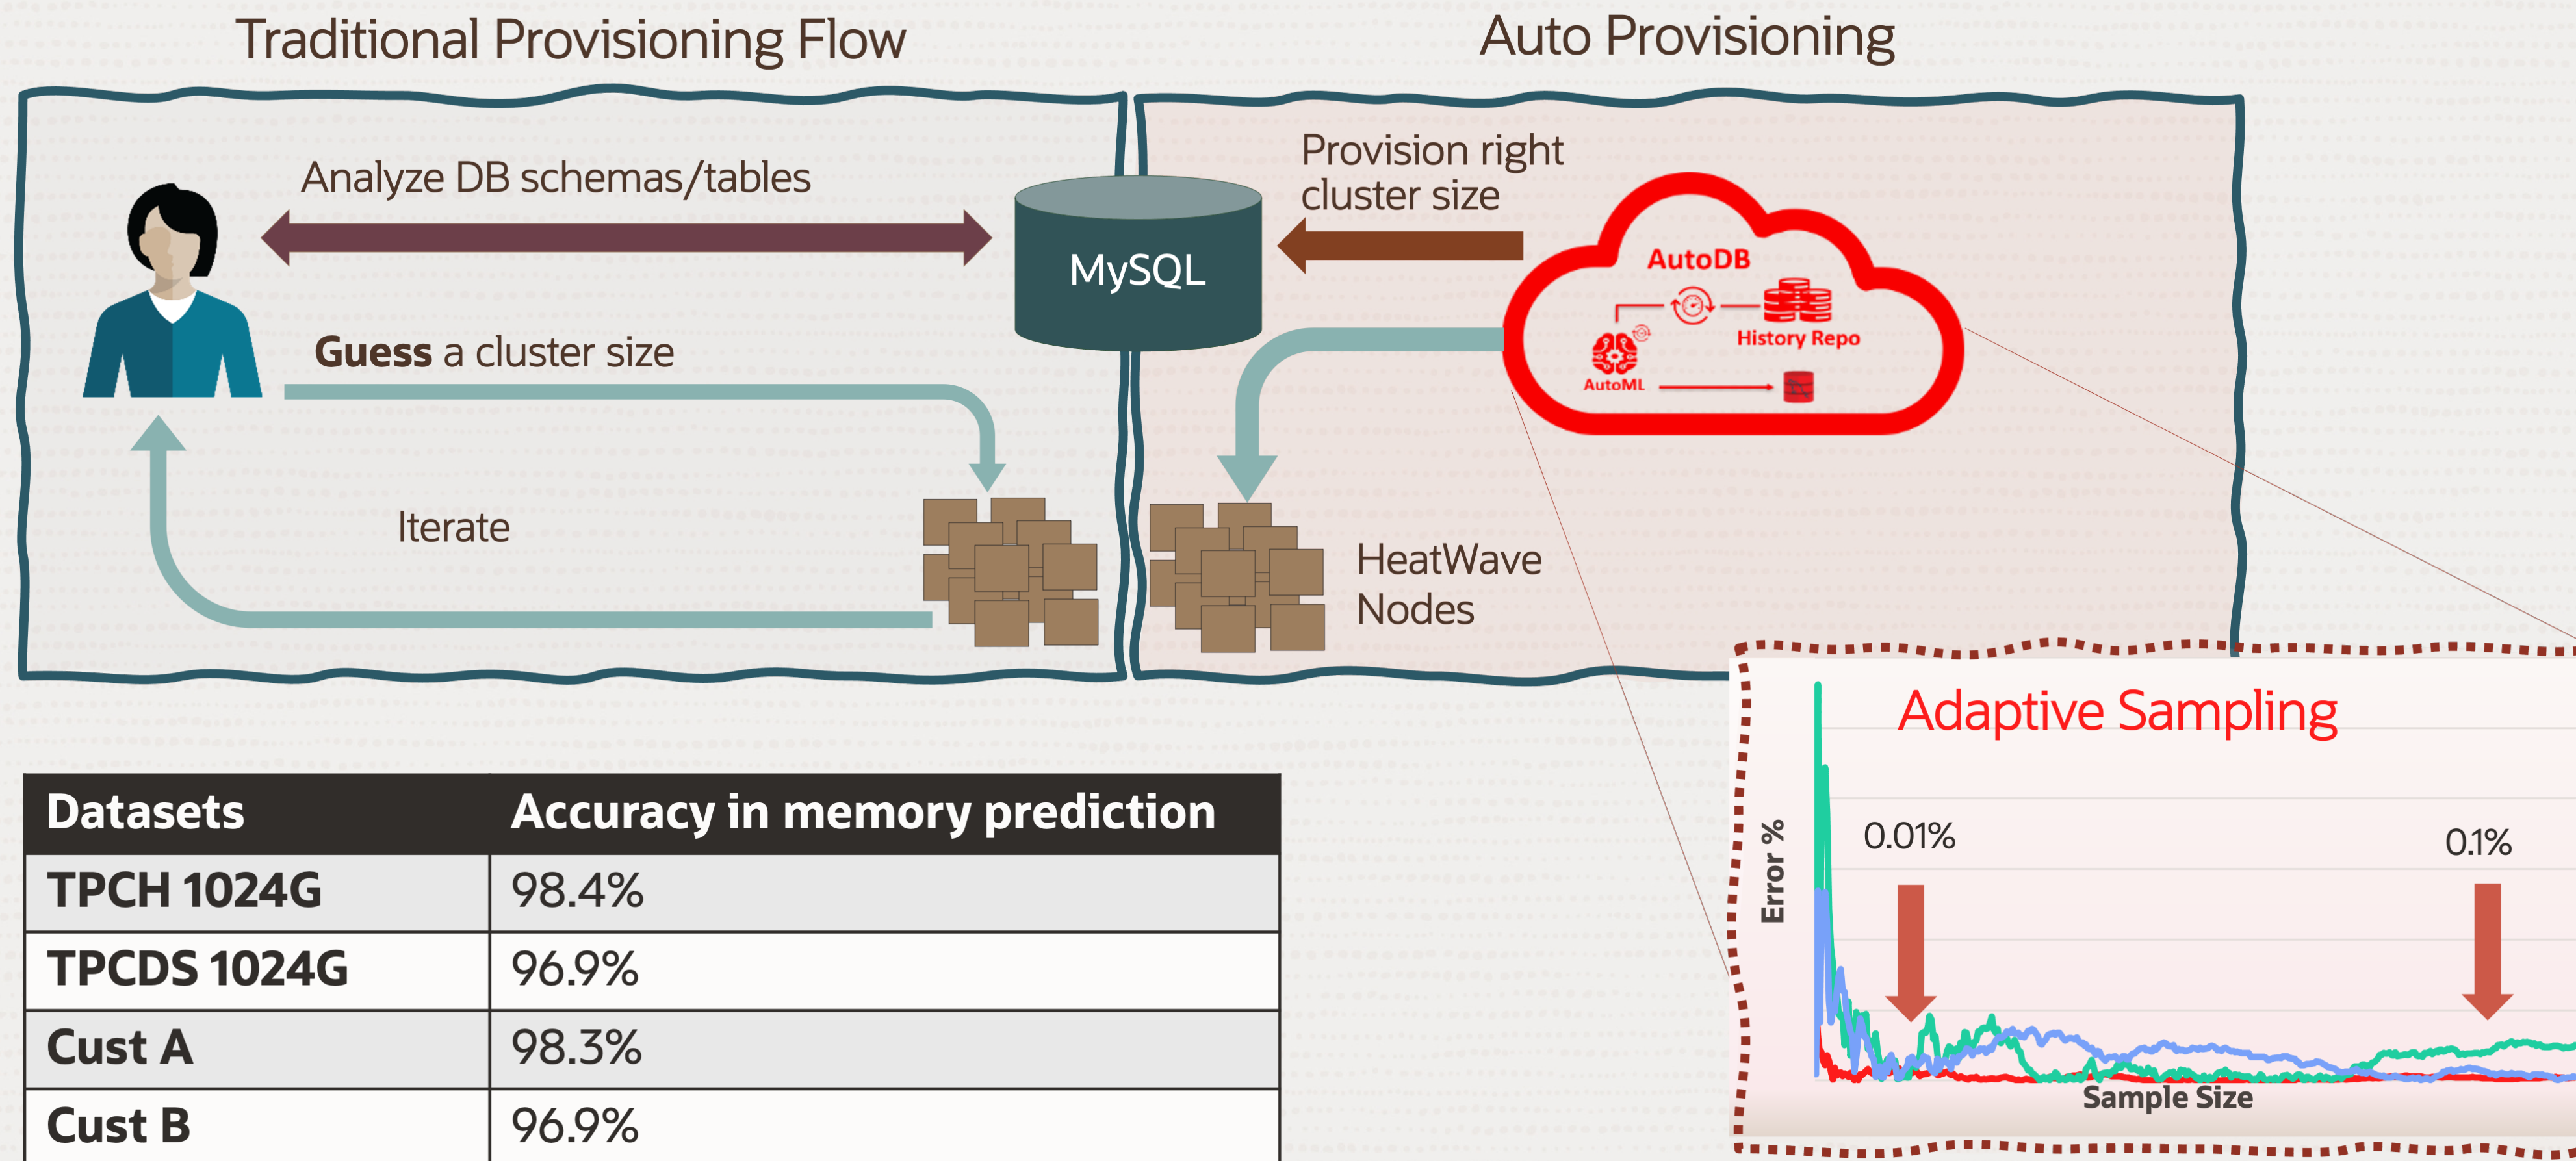 Traditional Provisioning Flow
Auto Provisioning
Analyze DB schemas/tables
Guess a cluster size
Iterate
MySQL
Provision right
cluster size
AutoDB
History Repo
AutoML
HeatWave
Nodes
Datasets Accuracy in memory prediction
TPCH 1024G 98.4%
TPCDS 1024G 96.9%
Cust A 98.3%
Cust B 96.9%
Adaptive Sampling
Error %
0.01%
0.1%
Sample Size